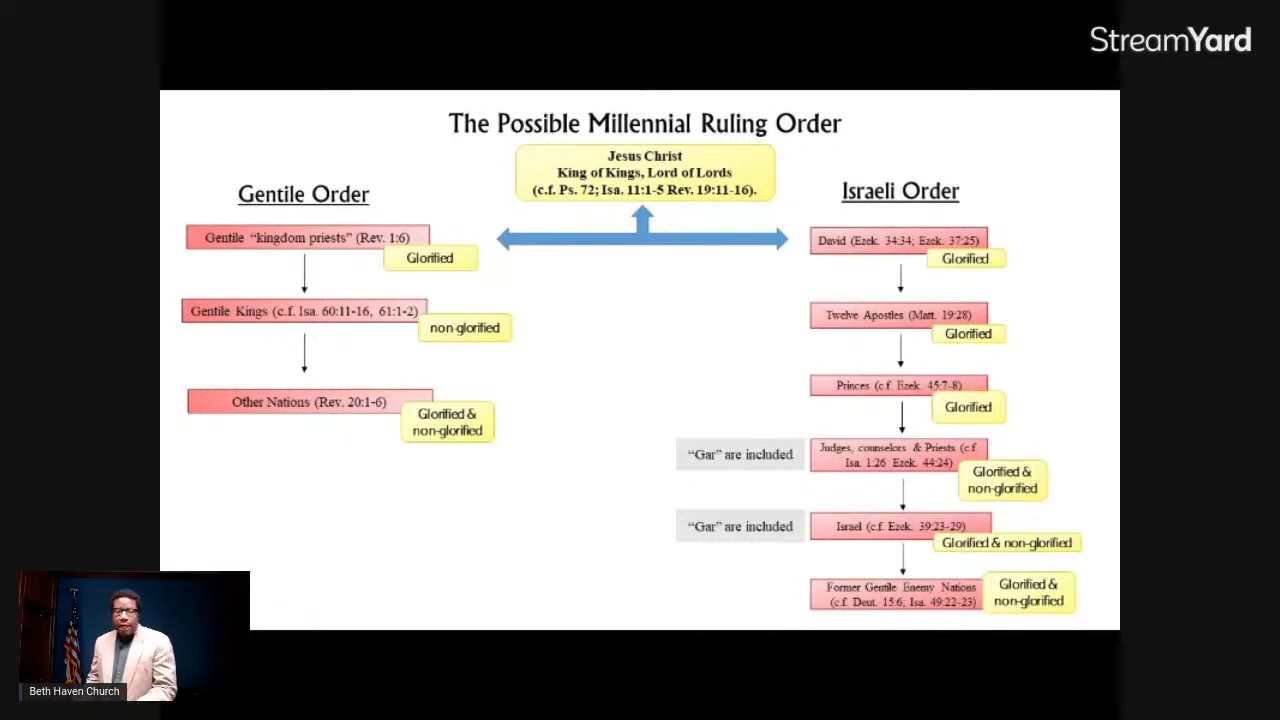 StreamYard
The Possible Millennial Ruling Order
Jesus Christ
King of Kings, Lord of Lords
(c.f. Ps. 72; Isa. 11:1-5 Rev. 19:11-16).
Gentile Order
Gentile “kingdom priests” (Rev. 1:6)
Glorified
Gentile Kings (c.f. Isa. 60:11-16, 61:1-2)
non-glorified
Other Nations (Rev. 20:1-6)
Glorified &
non-glorified
Israeli Order
David (Ezek. 34:34; Ezek. 37:25)
Glorified
Twelve Apostles (Matt. 19:28)
Glorified
Princes (c.f. Ezek. 45:7-8)
Glorified
“Gar” are included
Judges, counselors & Priests (c.f.
Isa. 1:26 Ezek. 44:24)
Glorified &
non-glorified
“Gar” are included
Israel (c.f. Ezek. 39:23-29)
Glorified & non-glorified
Former Gentile Enemy Nations
(c.f. Deut. 15:6; Isa. 49:22-23)
Glorified &
non-glorified
Beth Haven Church